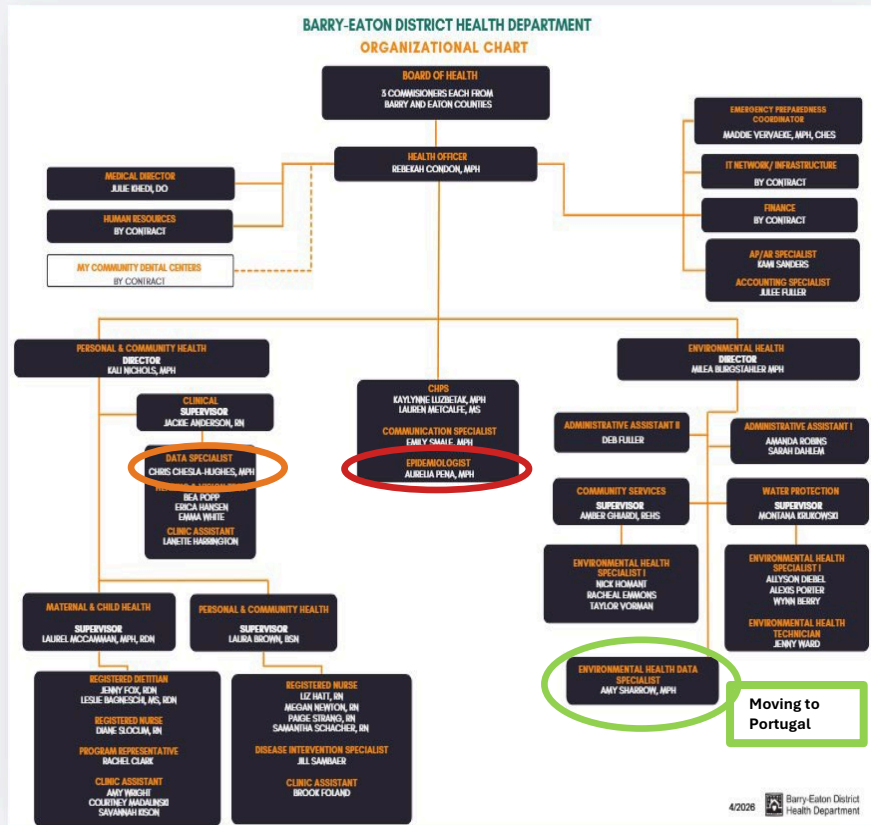 BARRY-EATON DISTRICT HEALTH DEPARTMENT
ORGANIZATIONAL CHART
BOARD OF HEALTH
3 COMMISIONERS EACH FROM
BARRY AND EATON COUNTIES
HEALTH OFFICER
REBEKAH CONDON, MPH
MEDICAL DIRECTOR
JULIE KHEDI, DO
HUMAN RESOURCES
BY CONTRACT
MY COMMUNITY DENTAL CENTERS
BY CONTRACT
EMERGENCY PREPAREDNESS
COORDINATOR
MADDIE VERVAEKE, MPH, CHES
IT NETWORK/ INFRASTRUCTURE
BY CONTRACT
FINANCE
BY CONTRACT
AP/AR SPECIALIST
KAMI SANDERS
ACCOUNTING SPECIALIST
JULEE FULLER
PERSONAL & COMMUNITY HEALTH
DIRECTOR
KALI NICHOLS, MPH
CLINICAL
SUPERVISOR
JACKIE ANDERSON, RN
DATA SPECIALIST
CHRIS CHESLA-HUGHES, MPH
BEA POPP
ERICA HANSEN
EMMA WHITE
CLINIC ASSISTANT
LANETTE HARRINGTON
CHPS
KAYLYNNE LUZBETAK, MPH
LAUREN METCALFE, MS
COMMUNICATION SPECIALIST
EMILY SMALE, MPH
EPIDEMIOLOGIST
AURELIA PENA, MPH
ENVIRONMENTAL HEALTH
DIRECTOR
MILEA BURGSTAHLER MPH
ADMINISTRATIVE ASSISTANT II
DEB FULLER
ADMINISTRATIVE ASSISTANT I
AMANDA ROBINS
SARAH DAHLEM
COMMUNITY SERVICES
SUPERVISOR
AMBER GHIARDI, REHS
WATER PROTECTION
SUPERVISOR
MONTANA KRUKOWSKI
ENVIRONMENTAL HEALTH
SPECIALIST I
NICK HOMANT
RACHEAL EMMONS
TAYLOR VORMAN
ENVIRONMENTAL HEALTH
SPECIALIST I
ALLYSON DIEBEL
ALEXIS PORTER
WYNN BERRY
ENVIRONMENTAL HEALTH
TECHNICIAN
JENNY WARD
ENVIRONMENTAL HEALTH DATA
SPECIALIST
AMY SHARROW, MPH
Moving to
Portugal
MATERNAL & CHILD HEALTH
SUPERVISOR
LAUREL MCCAMMAN, MPH, RDN
PERSONAL & COMMUNITY HEALTH
SUPERVISOR
LAURA BROWN, BSN
REGISTERED DIETITIAN
JENNY FOX, RDN
LESLIE BAGNESCHI, MS, RDN
REGISTERED NURSE
DIANE SLOCUM, RN
PROGRAM REPRESENTATIVE
RACHEL CLARK
CLINIC ASSISTANT
AMY WRIGHT
COURTNEY MADALINSKI
SAVANNAH KISON
REGISTERED NURSE
LIZ HATT, RN
MEGAN NEWTON, RN
PAIGE STRANG, RN
SAMANTHA SCHACHER, RN
DISEASE INTERVENTION SPECIALIST
JILL SAMBAER
CLINIC ASSISTANT
BROOK FOLAND
4/2026
Barry-Eaton District
Health Department